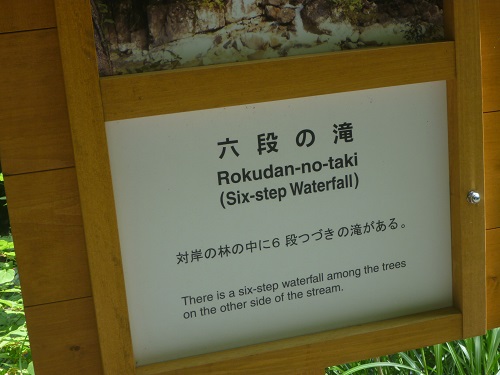 六段の滝
Rokudan-no-taki
(Six-step Waterfall)
対岸の林の中に6段つづきの滝がある。
There is a six-step waterfall among the trees
on the other side of the stream.